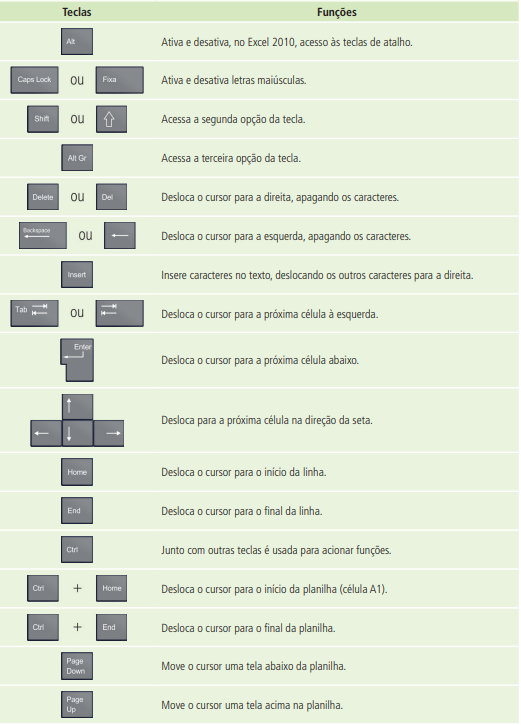 Teclas Funções
Alt Ativa e desativa, no Excel 2010, acesso às teclas de atalho.
Caps Lock ou Fixa Ativa e desativa letras maiúsculas.
Shift ou Acessa a segunda opção da tecla.
Alt Gr Acessa a terceira opção da tecla.
Delete ou Del Desloca o cursor para a direita, apagando os caracteres.
Backspace ou Desloca o cursor para a esquerda, apagando os caracteres.
Insert Insere caracteres no texto, deslocando os outros caracteres para a direita.
Tab ou Desloca o cursor para a próxima célula à esquerda.
Enter Desloca o cursor para a próxima célula abaixo.
Desloca para a próxima célula na direção da seta.
Home Desloca o cursor para o início da linha.
End Desloca o cursor para o final da linha.
Ctrl Junto com outras teclas é usada para acionar funções.
Ctrl + Home Desloca o cursor para o início da planilha (célula A1).
Ctrl + End Desloca o cursor para o final da planilha.
Page Down Move o cursor uma tela abaixo da planilha.
Page Up Move o cursor uma tela acima na planilha.